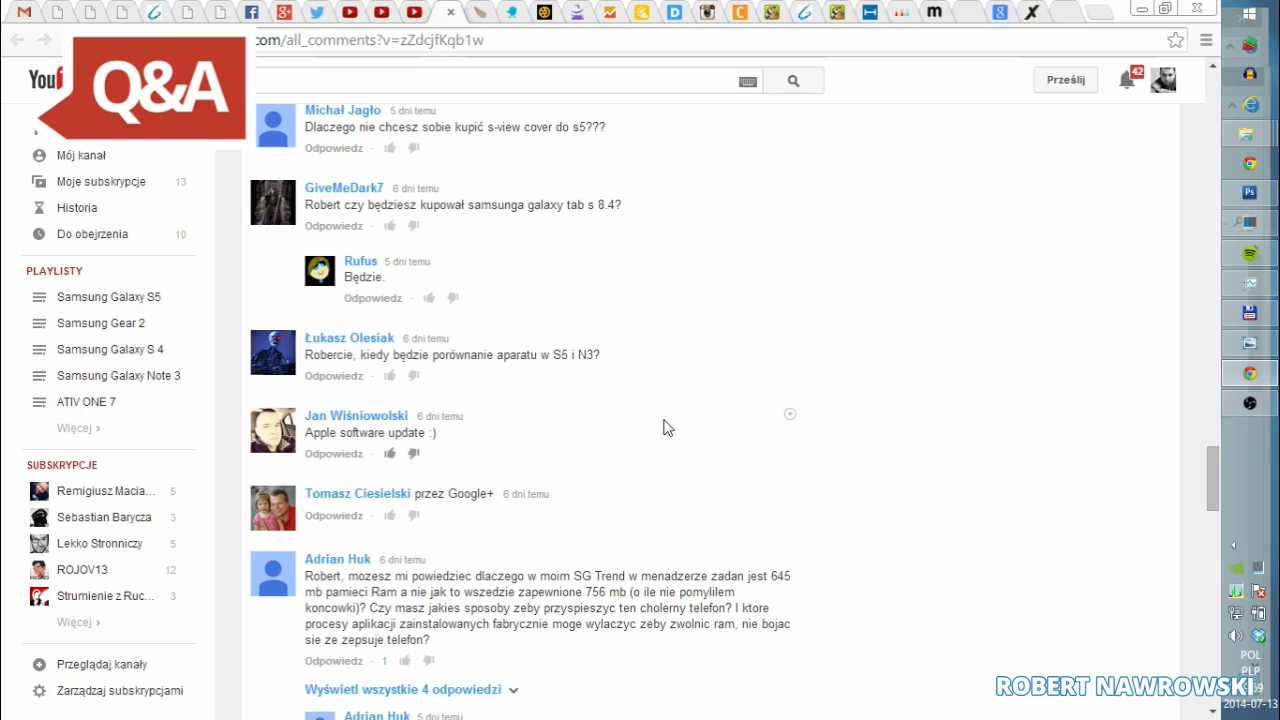 com/all_comments?v=zZdcjfKqb1w
You
Q&A
Prześlij
42
Mój kanał
Moje subskrypcje 13
Historia
Do obejrzenia 10
PLAYLISTY
Samsung Galaxy S5
Samsung Gear 2
Samsung Galaxy S 4
Samsung Galaxy Note 3
ATIV ONE 7
Więcej ›
SUBSKRYPCJE
Remigiusz Macia... 5
Sebastian Barycza 3
Lekko Stronniczy 5
ROJOV13 12
Strumienie z Ruc... 3
Więcej ›
Przeglądaj kanały
Zarządzaj subskrypcjami
Michał Jagło 5 dni temu
Dlaczego nie chcesz sobie kupić s-view cover do s5???
Odpowiedz ·
GiveMeDark7 6 dni temu
Robert czy będziesz kupował samsunga galaxy tab s 8.4?
Odpowiedz ·
Rufus 5 dni temu
Będzie.
Odpowiedz ·
Łukasz Olesiak 6 dni temu
Robercie, kiedy będzie porównanie aparatu w S5 i N3?
Odpowiedz ·
Jan Wiśniowolski 6 dni temu
Apple software update :)
Odpowiedz ·
Tomasz Ciesielski przez Google+ 6 dni temu
Odpowiedz ·
Adrian Huk 6 dni temu
Robert, mozesz mi powiedziec dlaczego w moim SG Trend w menadzerze zadan jest 645
mb pamieci Ram a nie jak to wszedzie zapewnione 756 mb (o ile nie pomylilem
koncowki)? Czy masz jakies sposoby zeby przyspieszyc ten cholerny telefon? I ktore
procesy aplikacji zainstalowanych fabrycznie moge wylaczyc zeby zwolnic ram, nie bojac
sie ze zepsuje telefon?
Odpowiedz · 1
Wyświetl wszystkie 4 odpowiedzi
Adrian Huk 5 dni temu
POL
PLP
ROBERT NAWROWSKI
2014-07-13